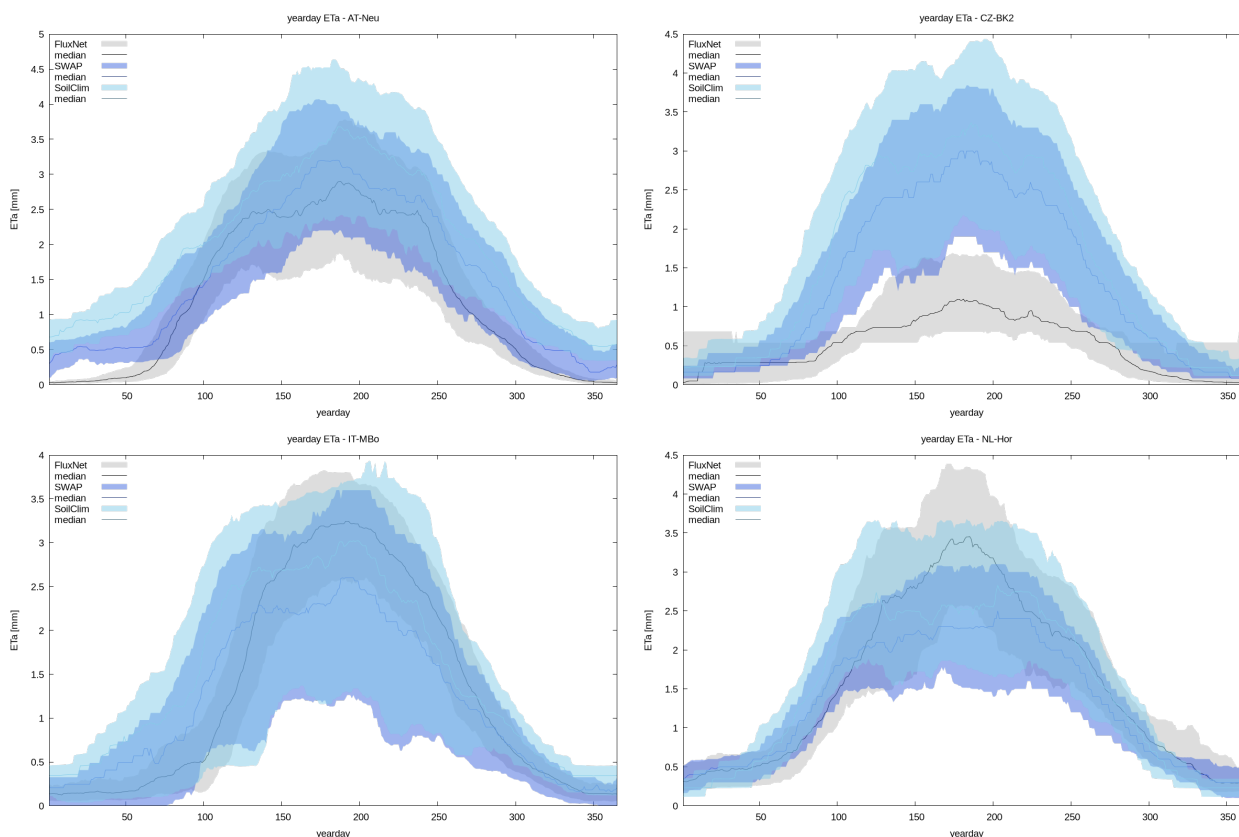 yearday ETa - AT-Neu
5
4.5
4
3.5
3
2.5
2
1.5
1
0.5
0
ETa [mm]
FluxNet
median
SWAP
median
SoilClim
median
50 100 150 200 250 300 350
yearday
yearday ETa - CZ-BK2
4.5
4
3.5
3
2.5
2
1.5
1
0.5
0
ETa [mm]
FluxNet
median
SWAP
median
SoilClim
median
50 100 150 200 250 300 350
yearday
yearday ETa - IT-MBo
4
3.5
3
2.5
2
1.5
1
0.5
0
ETa [mm]
FluxNet
median
SWAP
median
SoilClim
median
50 100 150 200 250 300 350
yearday
yearday ETa - NL-Hor
4.5
4
3.5
3
2.5
2
1.5
1
0.5
0
ETa [mm]
FluxNet
median
SWAP
median
SoilClim
median
50 100 150 200 250 300 350
yearday